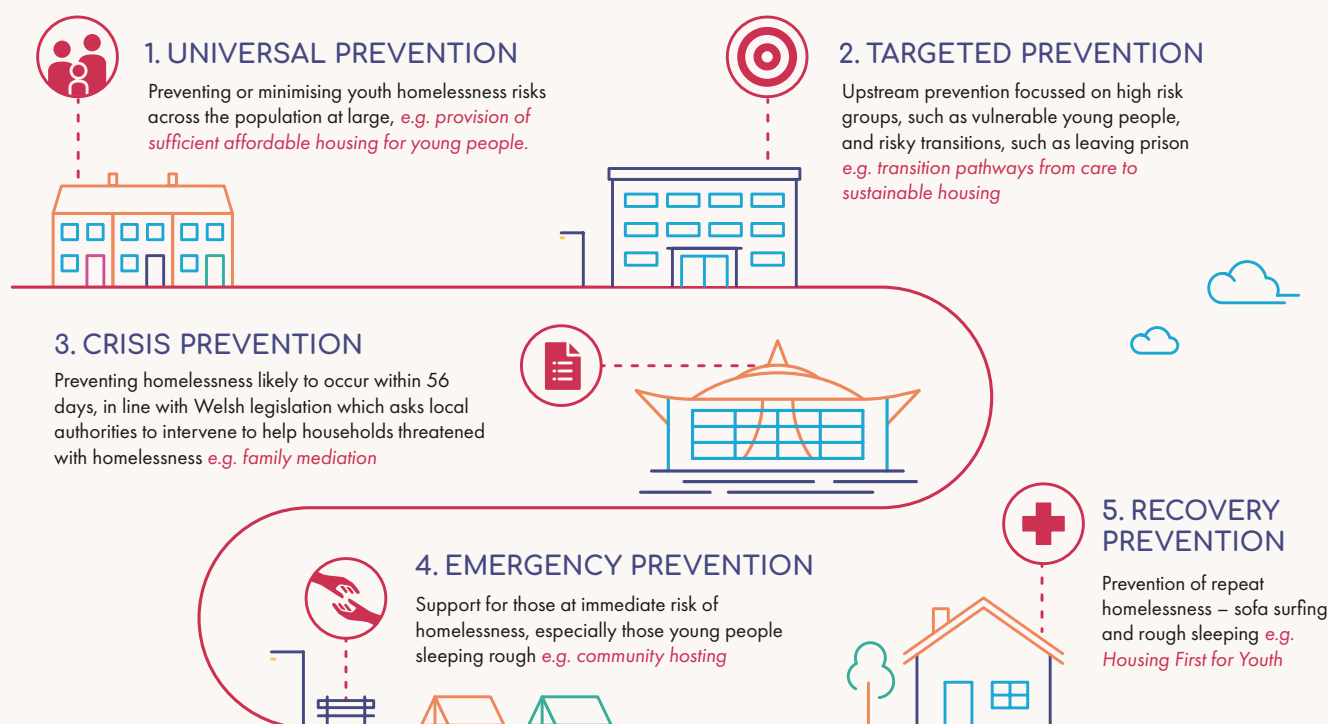 1. UNIVERSAL PREVENTION
Preventing or minimising youth homelessness risks
across the population at large, e.g. provision of
sufficient affordable housing for young people.
2. TARGETED PREVENTION
Upstream prevention focussed on high risk
groups, such as vulnerable young people,
and risky transitions, such as leaving prison
e.g. transition pathways from care to
sustainable housing
3. CRISIS PREVENTION
Preventing homelessness likely to occur within 56
days, in line with Welsh legislation which asks local
authorities to intervene to help households threatened
with homelessness e.g. family mediation
4. EMERGENCY PREVENTION
Support for those at immediate risk of
homelessness, especially those young people
sleeping rough e.g. community hosting
5. RECOVERY
PREVENTION
Prevention of repeat
homelessness – sofa surfing
and rough sleeping e.g.
Housing First for Youth